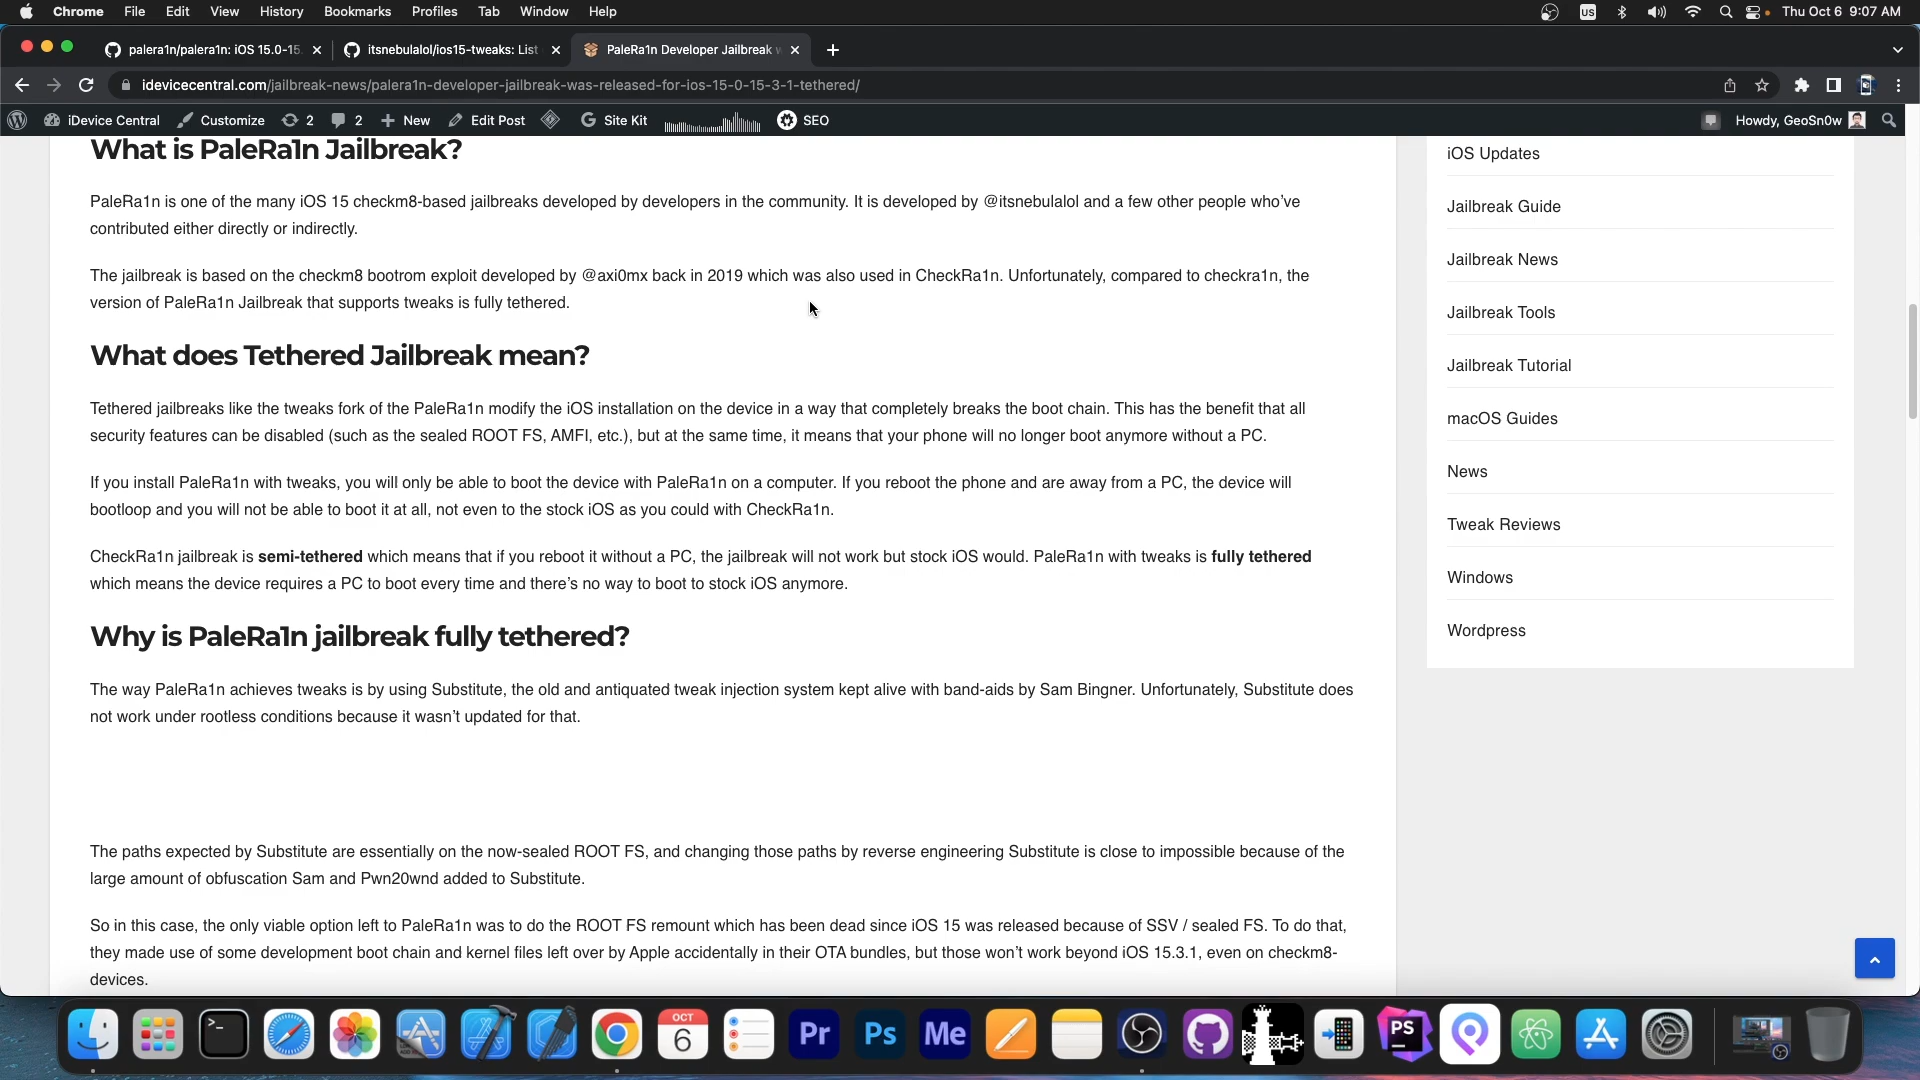 Chrome File Edit View History Bookmarks Profiles Tab Window Help US Thu Oct 6 9:07 AM
palera1n/palera1n: iOS 15.0-15. itsnebulalol/ios15-tweaks: List PaleRa1n Developer Jailbreak w
idevicecentral.com/jailbreak-news/palera1n-developer-jailbreak-was-released-for-ios-15-0-15-3-1-tethered/
iDevice Central Customize 2 2 New Edit Post Site Kit SEO Howdy, GeoSn0w
What is PaleRa1n Jailbreak?
PaleRa1n is one of the many iOS 15 checkm8-based jailbreaks developed by developers in the community. It is developed by @itsnebulalol and a few other people who've
contributed either directly or indirectly.
The jailbreak is based on the checkm8 bootrom exploit developed by @axi0mx back in 2019 which was also used in CheckRa1n. Unfortunately, compared to checkra1n, the
version of PaleRa1n Jailbreak that supports tweaks is fully tethered.
What does Tethered Jailbreak mean?
Tethered jailbreaks like the tweaks fork of the PaleRa1n modify the iOS installation on the device in a way that completely breaks the boot chain. This has the benefit that all
security features can be disabled (such as the sealed ROOT FS, AMFI, etc.), but at the same time, it means that your phone will no longer boot anymore without a PC.
If you install PaleRa1n with tweaks, you will only be able to boot the device with PaleRa1n on a computer. If you reboot the phone and are away from a PC, the device will
bootloop and you will not be able to boot it at all, not even to the stock iOS as you could with CheckRa1n.
CheckRa1n jailbreak is semi-tethered which means that if you reboot it without a PC, the jailbreak will not work but stock iOS would. PaleRa1n with tweaks is fully tethered
which means the device requires a PC to boot every time and there's no way to boot to stock iOS anymore.
Why is PaleRa1n jailbreak fully tethered?
The way PaleRa1n achieves tweaks is by using Substitute, the old and antiquated tweak injection system kept alive with band-aids by Sam Bingner. Unfortunately, Substitute does
not work under rootless conditions because it wasn't updated for that.
The paths expected by Substitute are essentially on the now-sealed ROOT FS, and changing those paths by reverse engineering Substitute is close to impossible because of the
large amount of obfuscation Sam and Pwn20wnd added to Substitute.
So in this case, the only viable option left to PaleRa1n was to do the ROOT FS remount which has been dead since iOS 15 was released because of SSV / sealed FS. To do that,
they made use of some development boot chain and kernel files left over by Apple accidentally in their OTA bundles, but those won't work beyond iOS 15.3.1, even on checkm8-
devices.
iOS Updates
Jailbreak Guide
Jailbreak News
Jailbreak Tools
Jailbreak Tutorial
macOS Guides
News
Tweak Reviews
Windows
Wordpress
OCT
6
Pr Ps Me PS